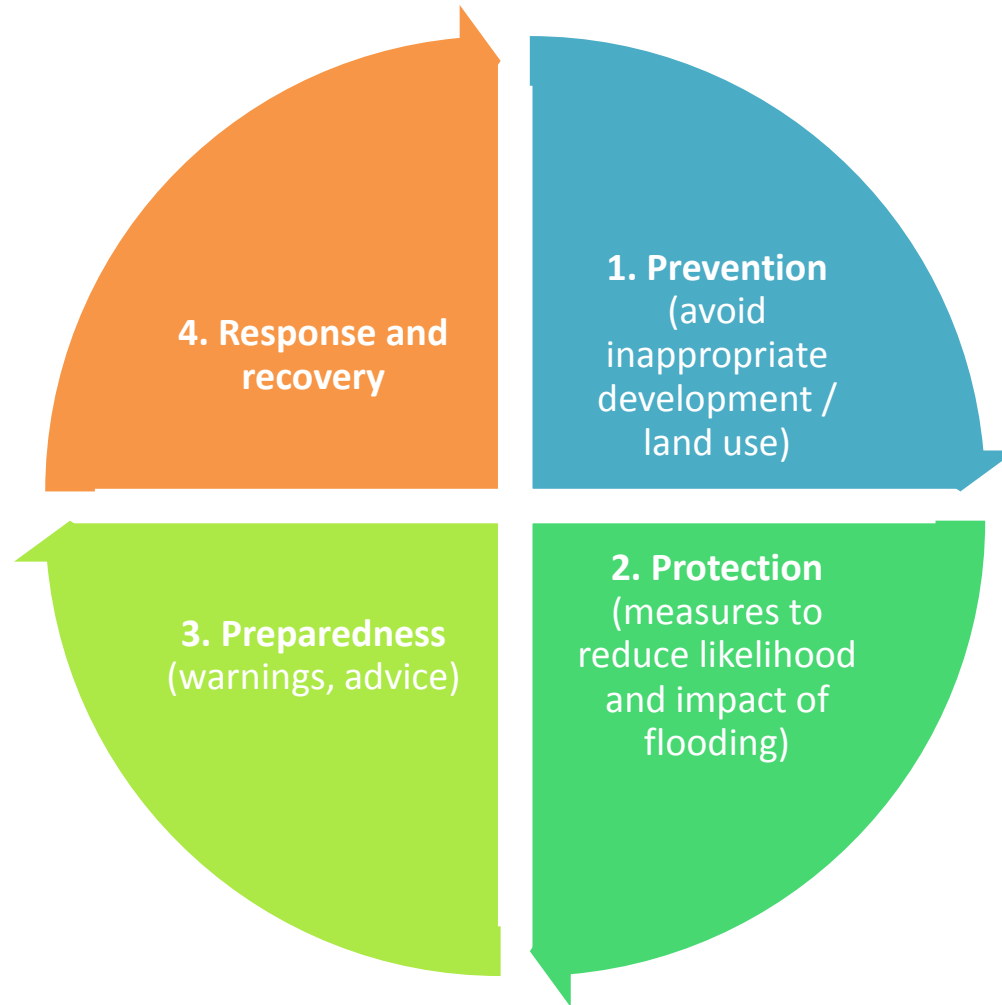 1. Prevention
(avoid
inappropriate
development /
land use)
2. Protection
(measures to
reduce likelihood
and impact of
flooding)
3. Preparedness
(warnings, advice)
4. Response and
recovery